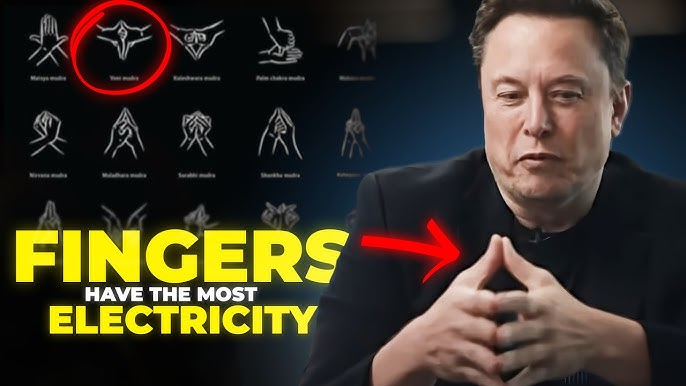 Matsya mudra
Yoni mudra
Kaleshwara mudra
Palm chakra mudra
Nirvana mudra
Muladhara mudra
Surabhi mudra
Shankha mudra
FINGERS
HAVE THE MOST
ELECTRICITY